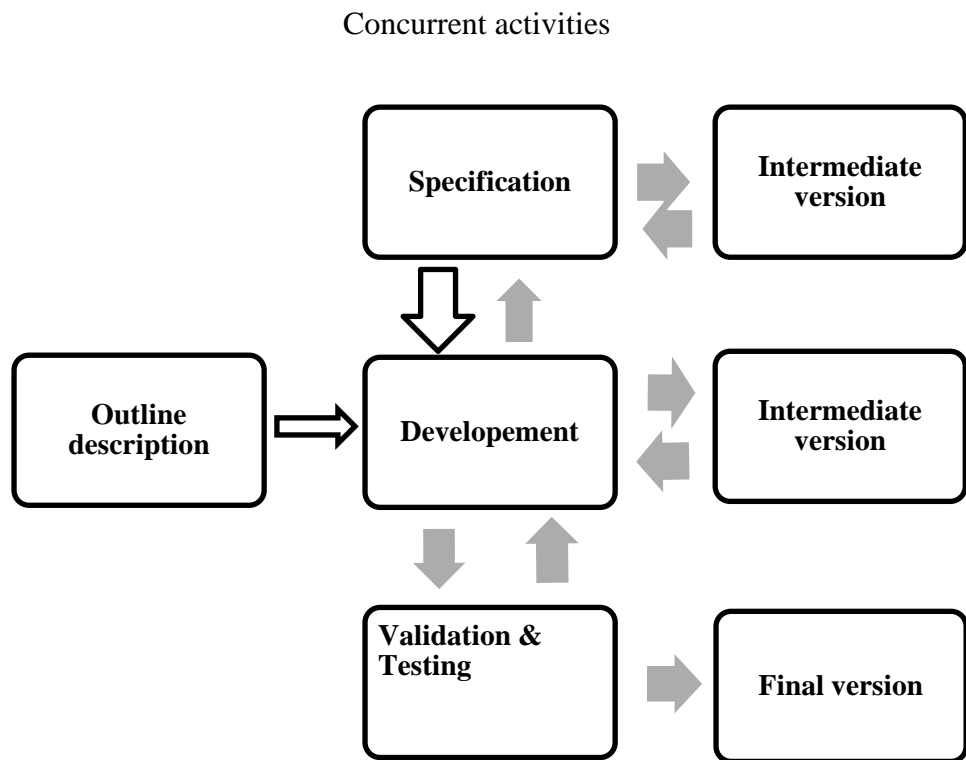 Concurrent activities
Specification
Intermediate
version
Outline
description
Developement
Intermediate
version
Validation &
Testing
Final version